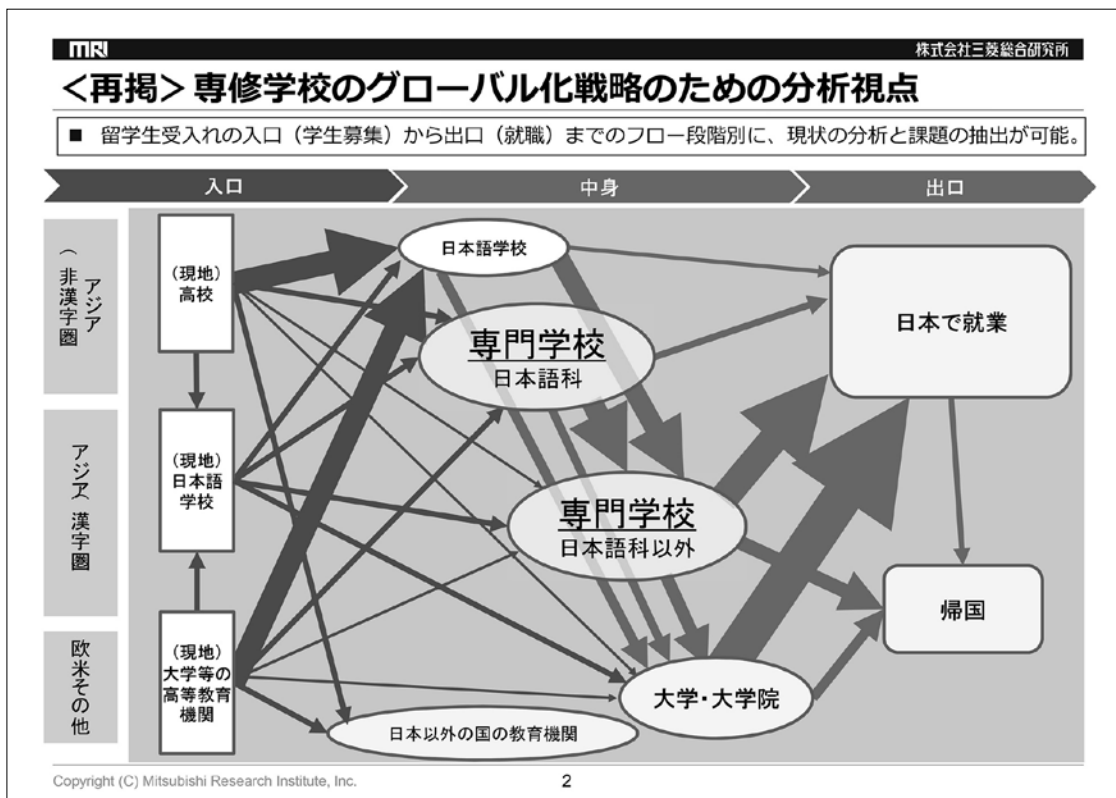 MRI
株式会社三菱総合研究所
＜再掲＞専修学校のグローバル化戦略のための分析視点
■ 留学生受入れの入口（学生募集）から出口（就職）までのフロー段階別に、現状の分析と課題の抽出が可能。
入口
中身
出口
アジア
（非漢字圏
アジア（漢字圏
欧米その他
（現地）
高校
（現地）
日本語
学校
（現地）
大学等の
高等教育
機関
日本語学校
専門学校
日本語科
専門学校
日本語科以外
大学・大学院
日本以外の国の教育機関
日本で就業
帰国
Copyright (C) Mitsubishi Research Institute, Inc.
2